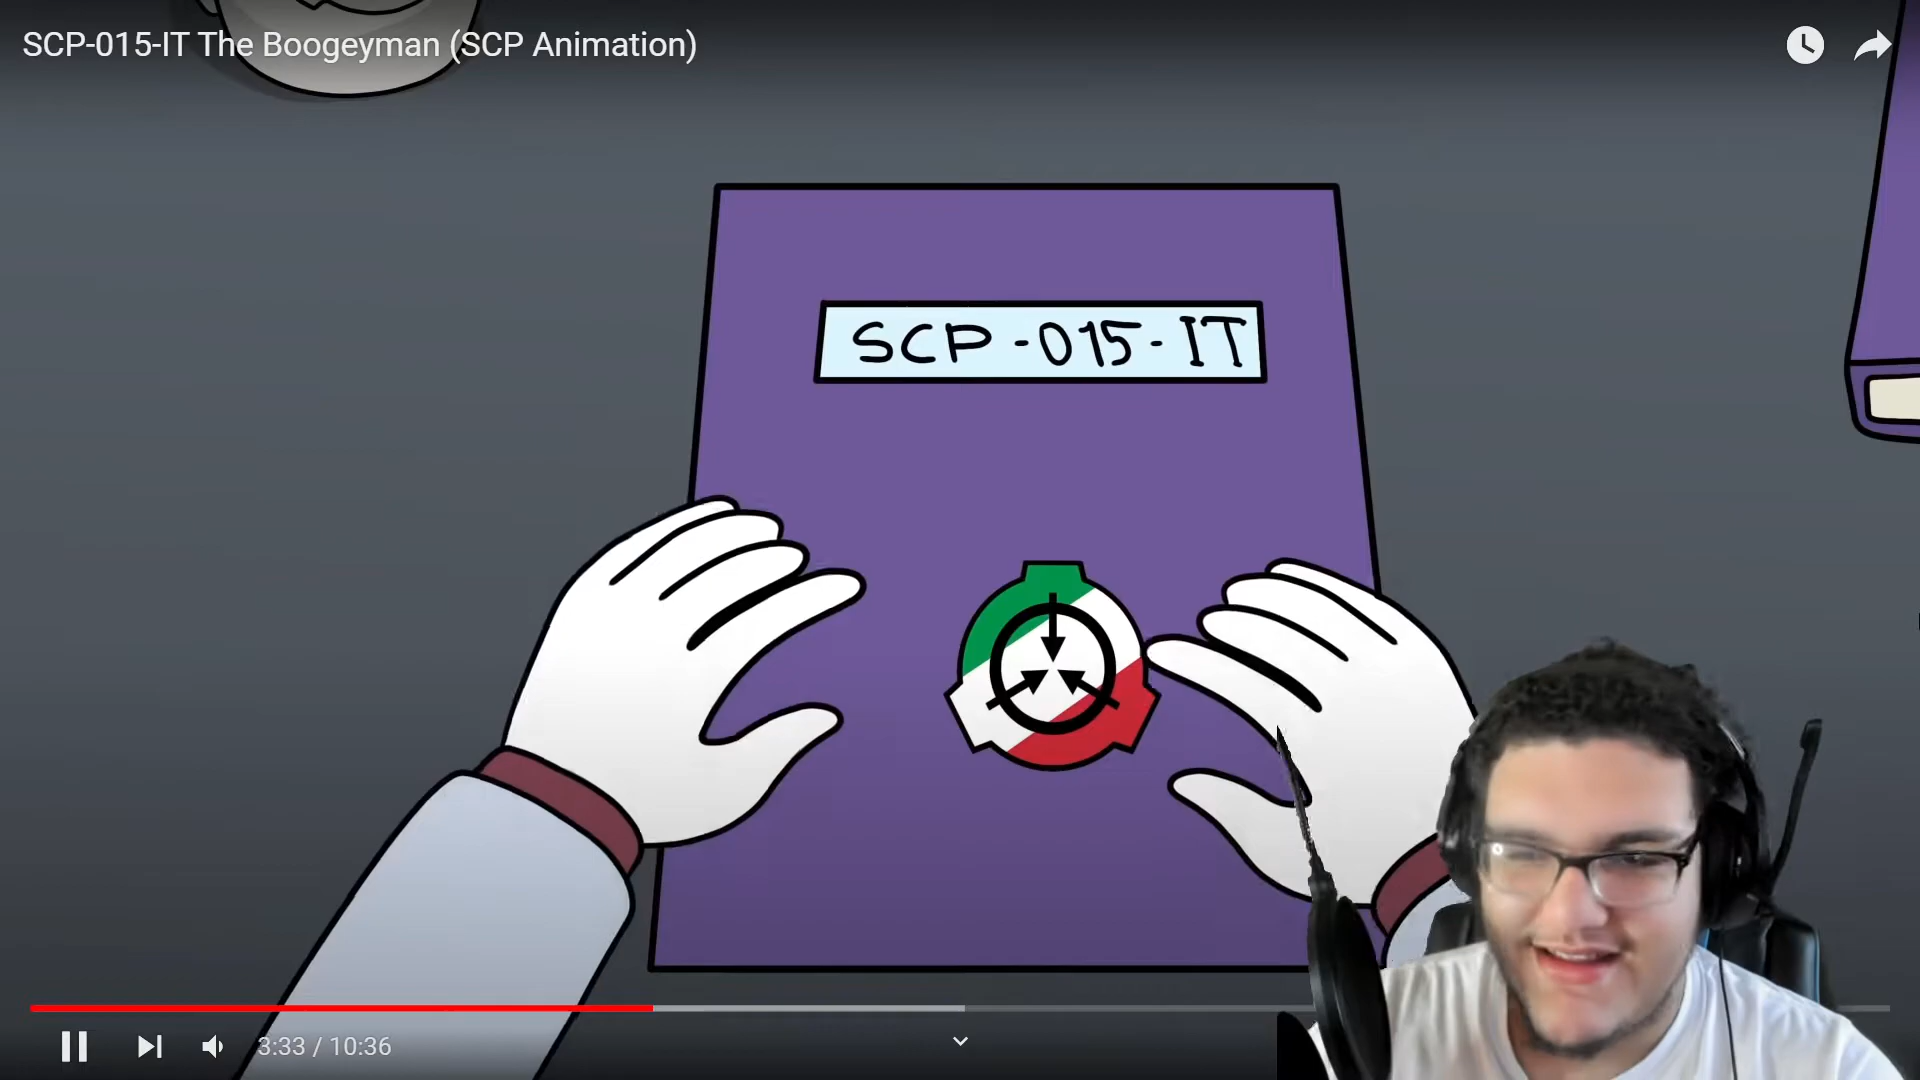 SCP-015-IT The Boogeyman (SCP Animation)
SCP-015-IT
3:33 / 10:36